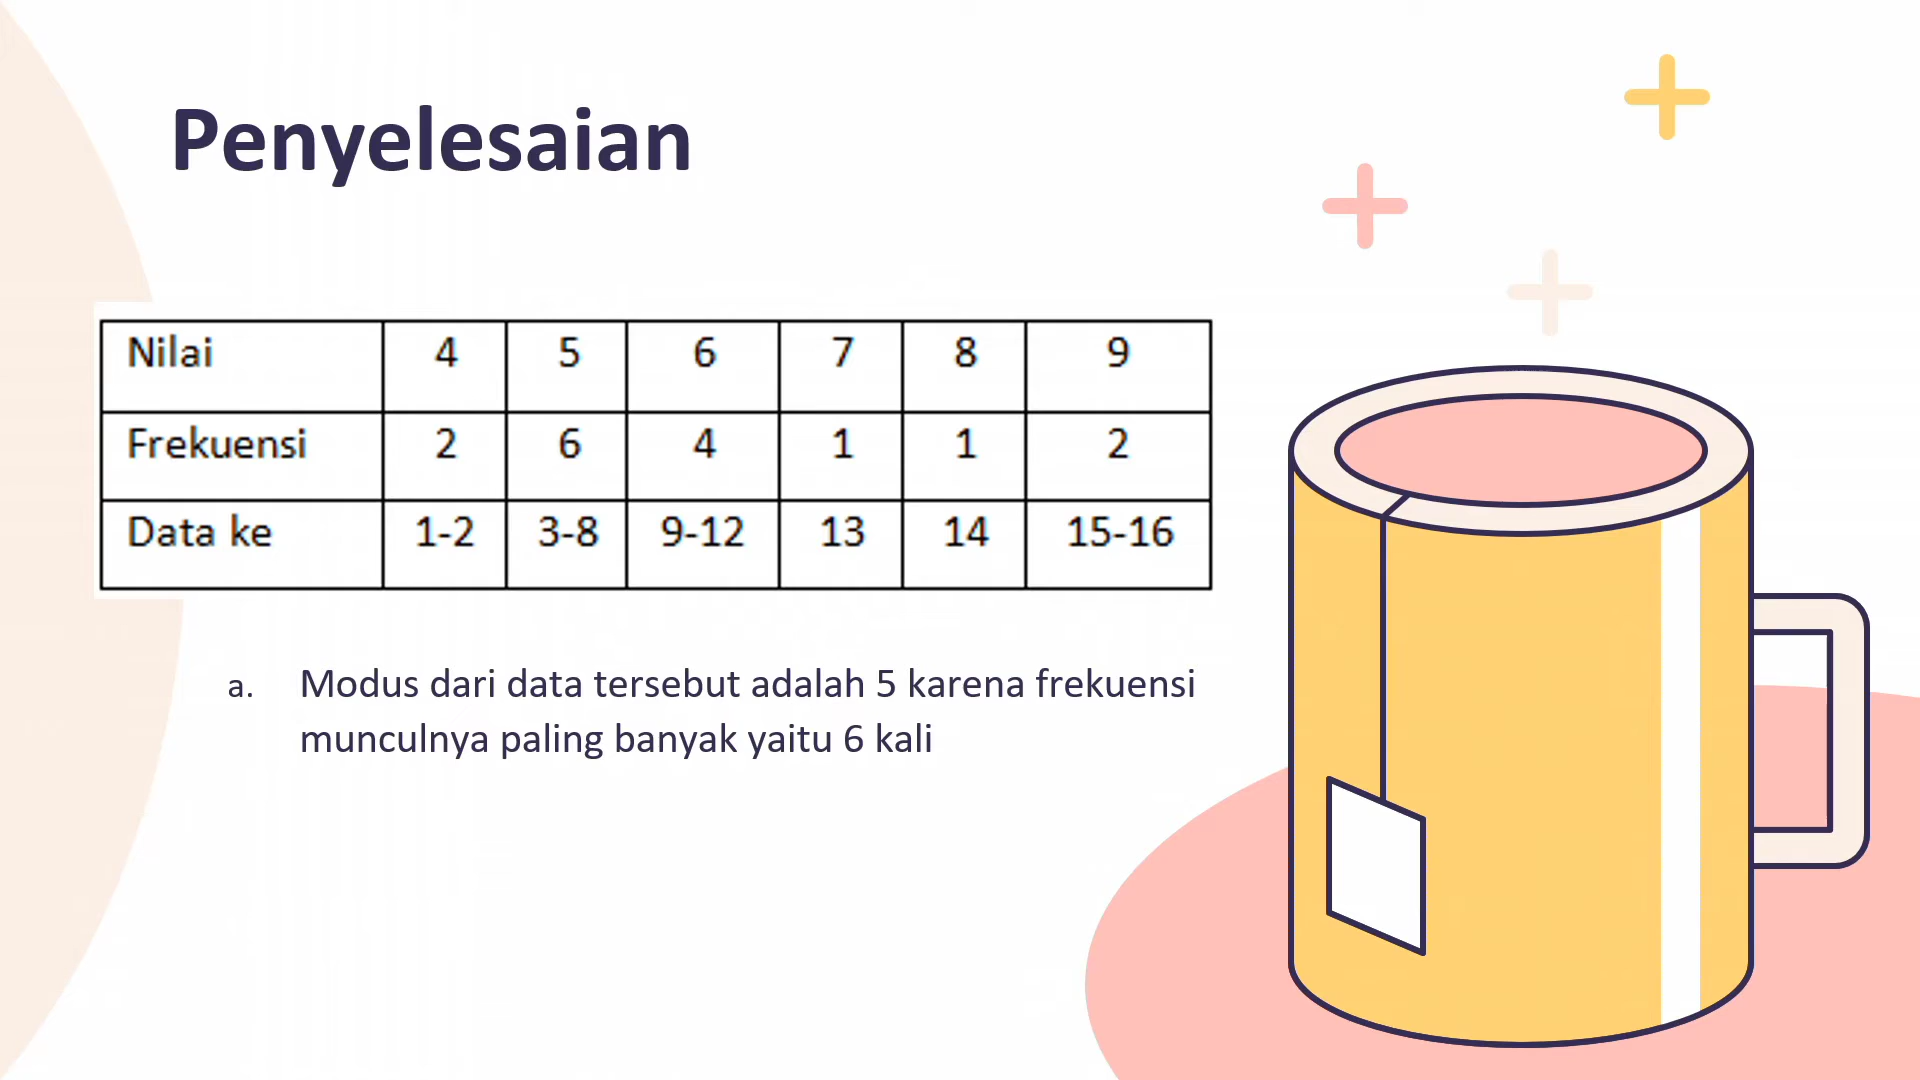 Penyelesaian
Nilai 4 5 6 7 8 9
Frekuensi 2 6 4 1 1 2
Data ke 1-2 3-8 9-12 13 14 15-16
a. Modus dari data tersebut adalah 5 karena frekuensi
munculnya paling banyak yaitu 6 kali